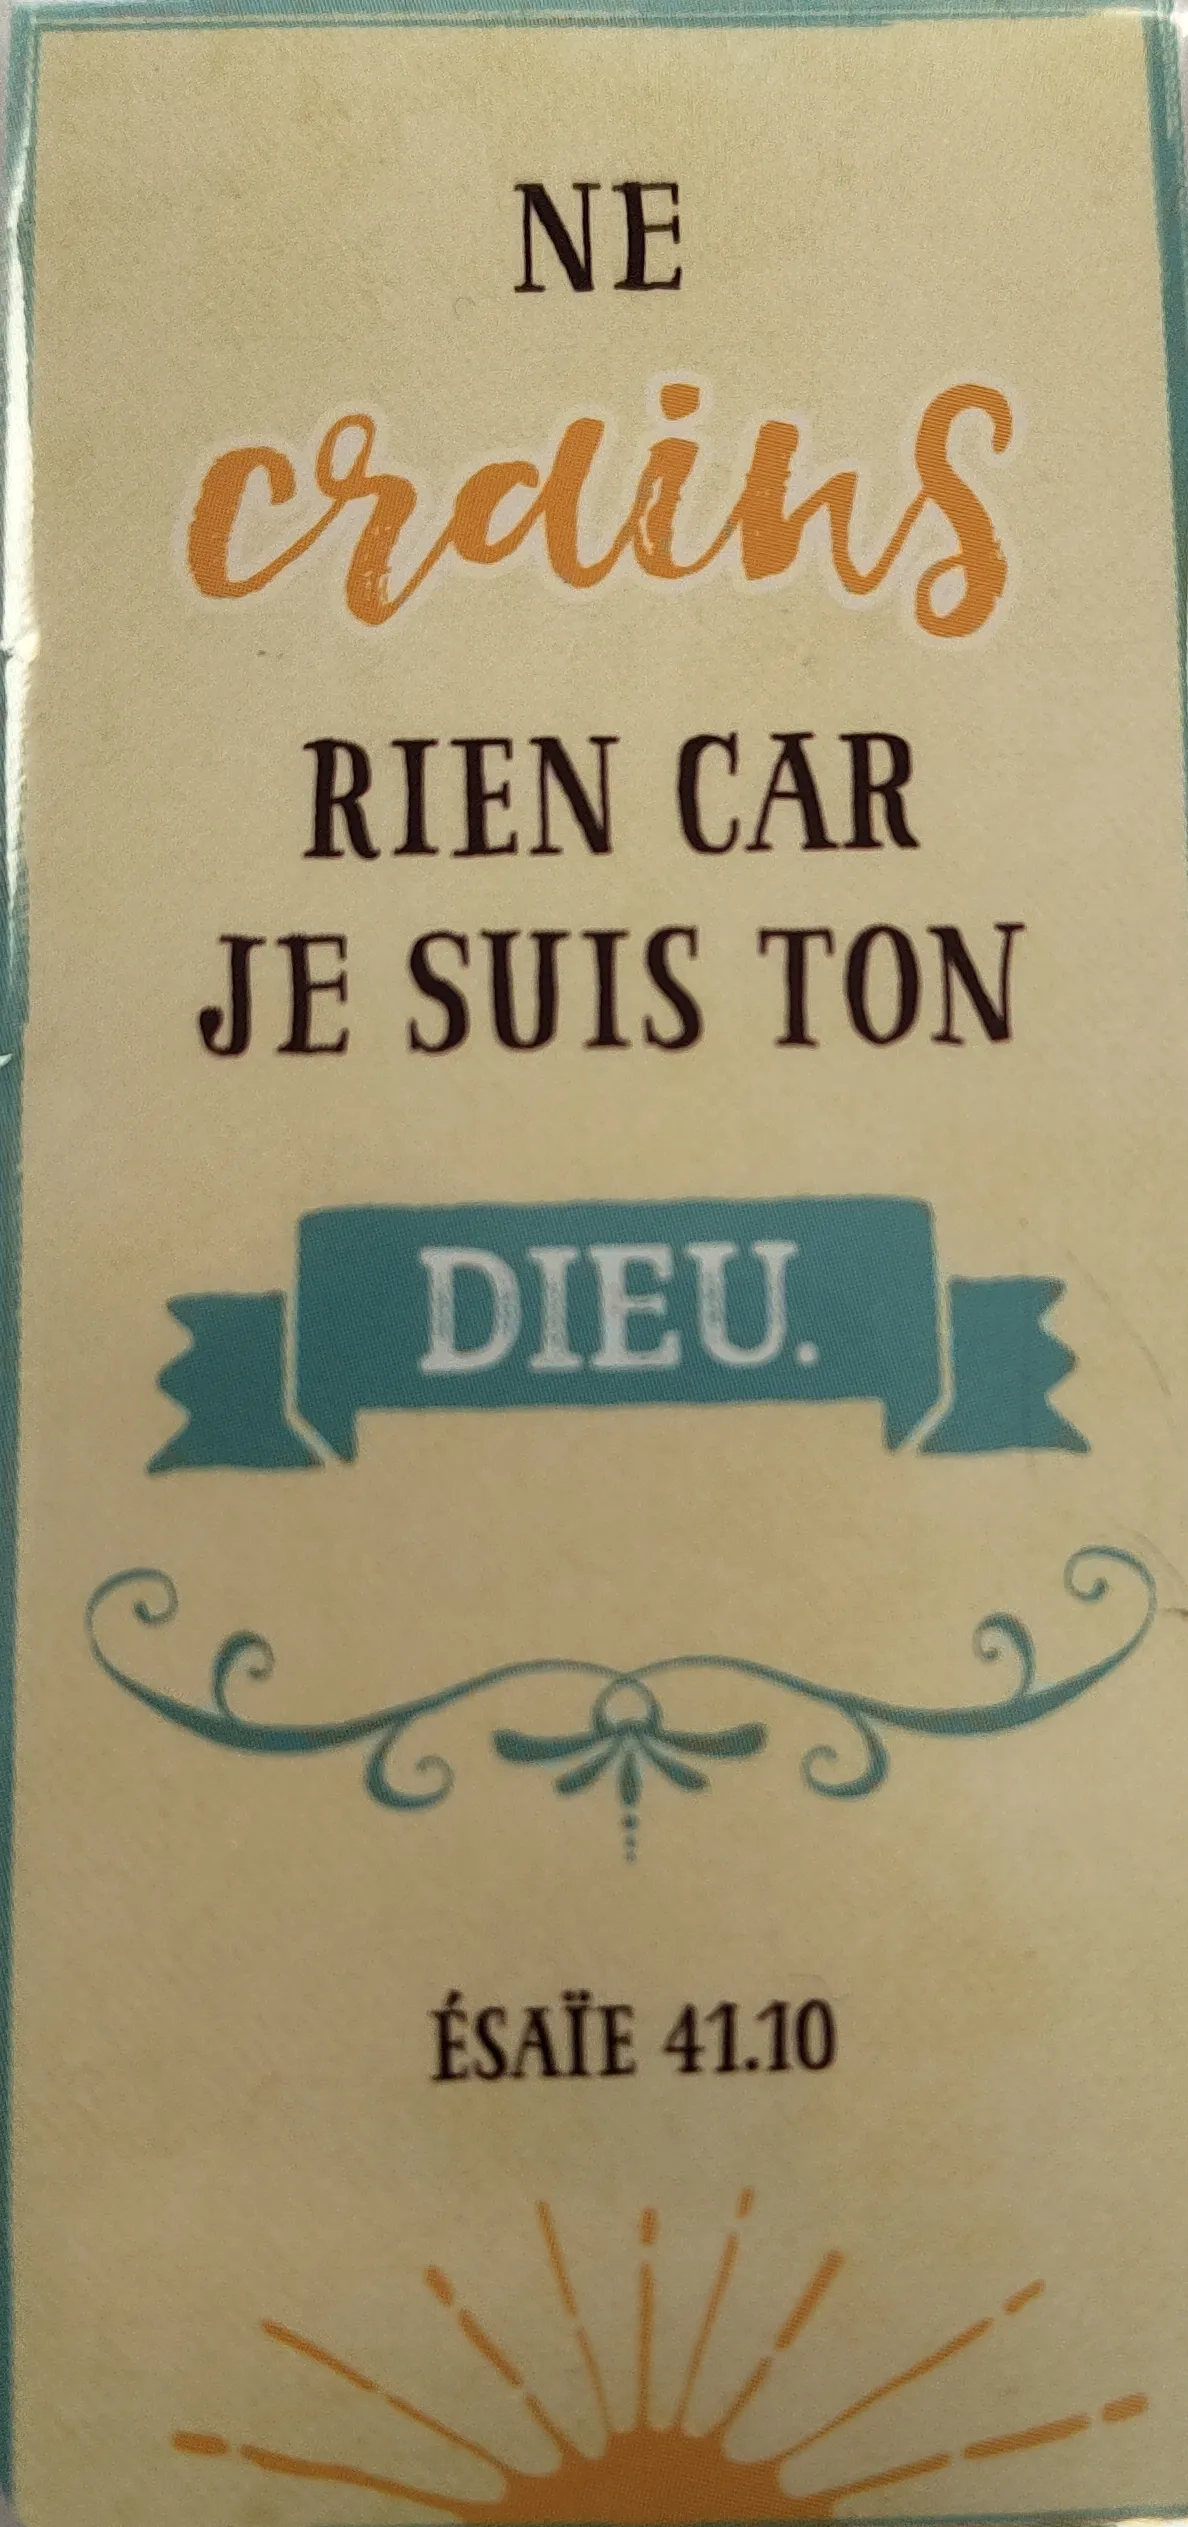 NE
crains
RIEN CAR
JE SUIS TON
DIEU.
ÉSAÏE 41.10